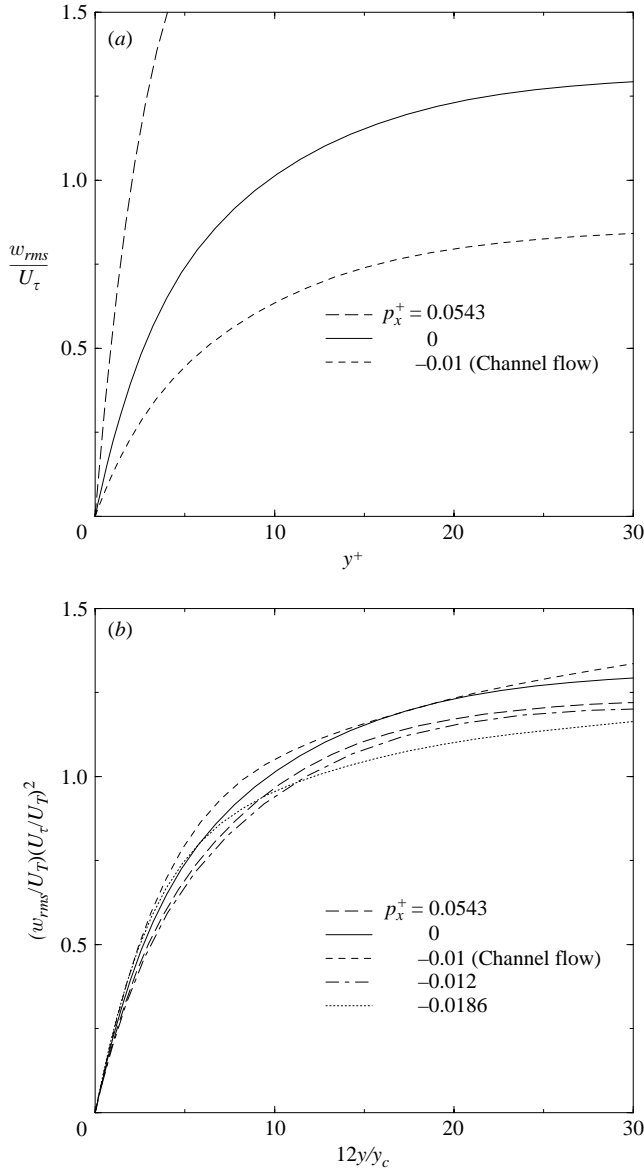 1.5
(a)
1.0
w_rms / U_τ
0.5
0
p_x^+ = 0.0543
0
–0.01 (Channel flow)
10
20
30
y^+
1.5
(b)
1.0
(w_rms/U_T)(U_τ/U_T)^2
0.5
0
p_x^+ = 0.0543
0
–0.01 (Channel flow)
–0.012
–0.0186
10
20
30
12y/y_c